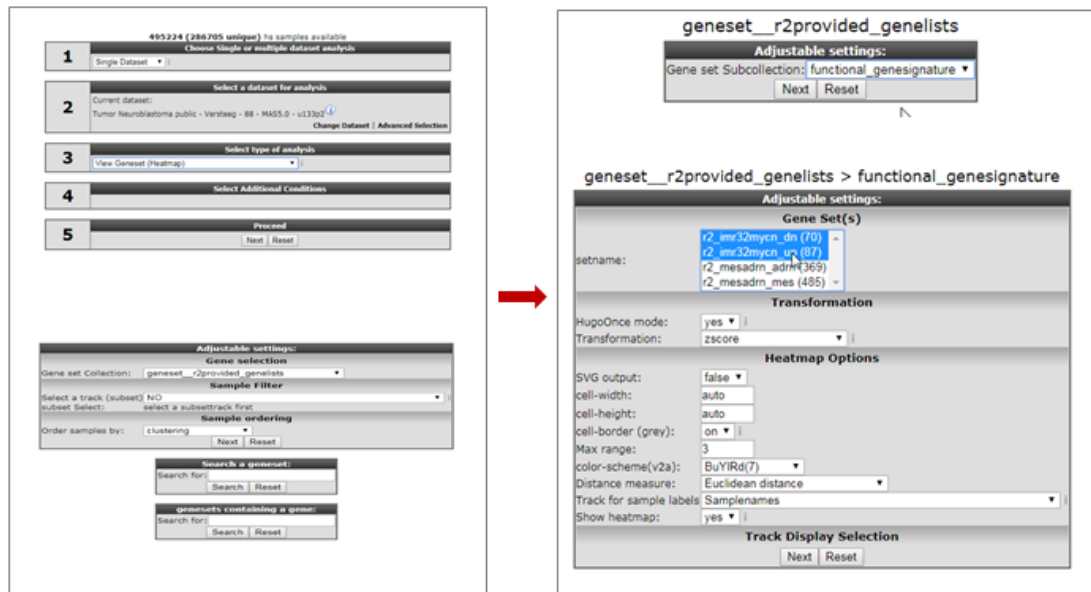 495224 (286705 unique) hs samples available
1
Choose Single or multiple dataset analysis
Single Dataset
2
Select a dataset for analysis
Current dataset:
Tumor Neuroblastoma public - Versteeg - 88 - MAS5.0 - u133p2
Change Dataset | Advanced Selection
3
Select type of analysis
View Geneset (Heatmap)
4
Select Additional Conditions
5
Proceed
Next Reset
Adjustable settings:
Gene selection
Gene set Collection: geneset__r2provided_genelists
Sample Filter
Select a track (subset) NO
subset Select: select a subsettrack first
Sample ordering
Order samples by: clustering
Next Reset
Search a geneset:
Search for:
Search Reset
genesets containing a gene:
Search for:
Search Reset
geneset__r2provided_genelists
Adjustable settings:
Gene set Subcollection: functional_genesignature
Next Reset
geneset__r2provided_genelists > functional_genesignature
Adjustable settings:
Gene Set(s)
setname:
r2_imr32mycn_dn (70)
r2_imr32mycn_up (87)
r2_mesadrn_adrn (369)
r2_mesadrn_mes (485)
Transformation
HugoOnce mode: yes
Transformation: zscore
Heatmap Options
SVG output: false
cell-width: auto
cell-height: auto
cell-border (grey): on
Max range: 3
color-scheme(v2a): BuYlRd(7)
Distance measure: Euclidean distance
Track for sample labels Samplenames
Show heatmap: yes
Track Display Selection
Next Reset